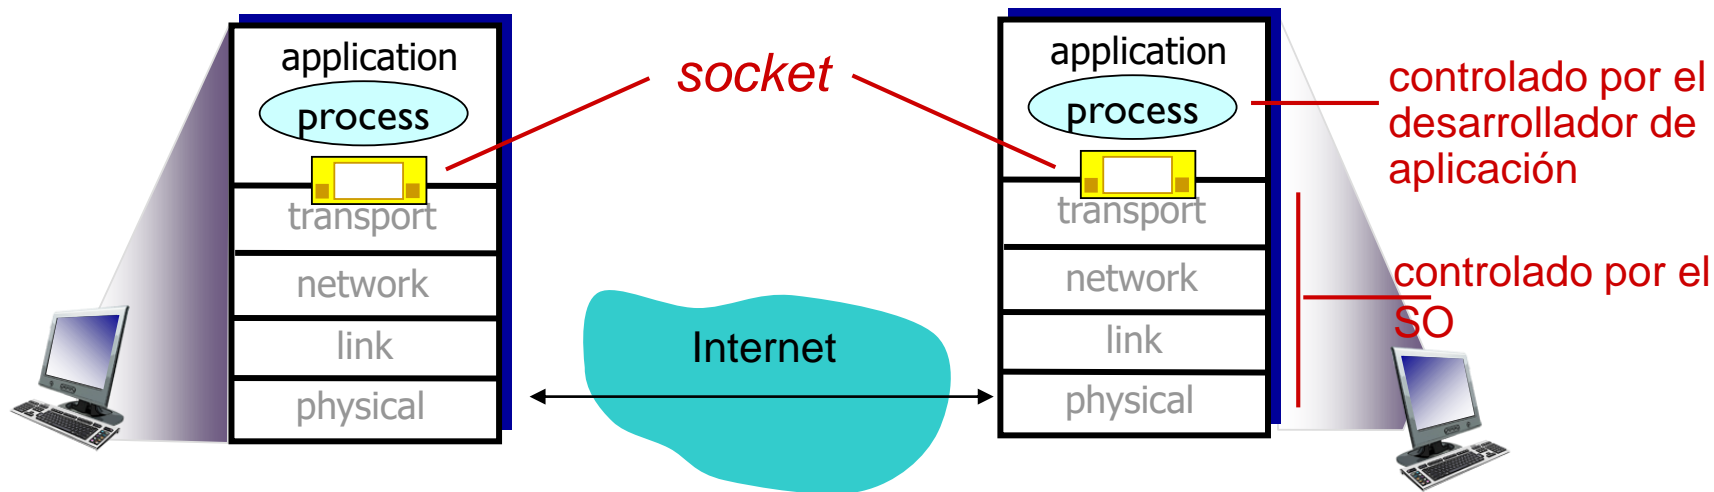 application
process
transport
network
link
physical
socket
Internet
application
process
transport
network
link
physical
controlado por el
desarrollador de
aplicación
controlado por el
SO